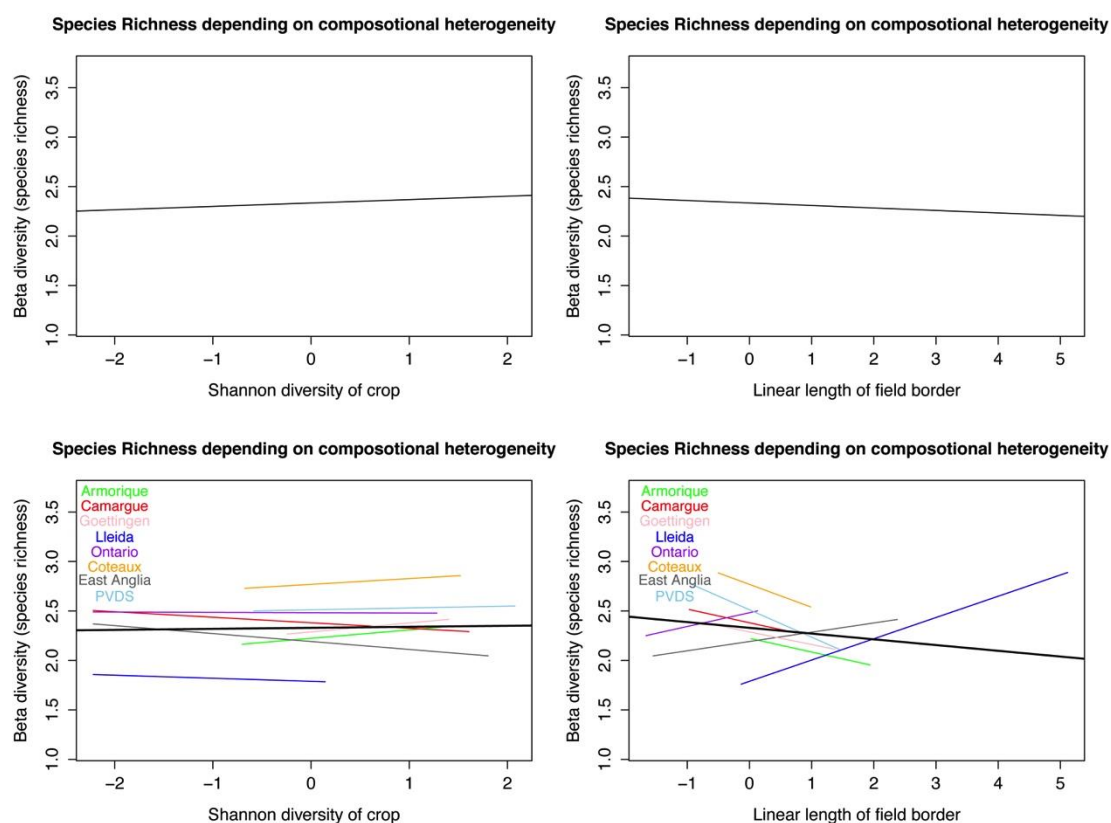 Species Richness depending on composotional heterogeneity
Beta diversity (species richness)
3.5
3.0
2.5
2.0
1.5
1.0
−2 −1 0 1 2
Shannon diversity of crop
Species Richness depending on composotional heterogeneity
Beta diversity (species richness)
3.5
3.0
2.5
2.0
1.5
1.0
−1 0 1 2 3 4 5
Linear length of field border
Species Richness depending on composotional heterogeneity
Beta diversity (species richness)
3.5
3.0
2.5
2.0
1.5
1.0
Armorique
Camargue
Goettingen
Lleida
Ontario
Coteaux
East Anglia
PVDS
−2 −1 0 1 2
Shannon diversity of crop
Species Richness depending on composotional heterogeneity
Beta diversity (species richness)
3.5
3.0
2.5
2.0
1.5
1.0
Armorique
Camargue
Goettingen
Lleida
Ontario
Coteaux
East Anglia
PVDS
−1 0 1 2 3 4 5
Linear length of field border